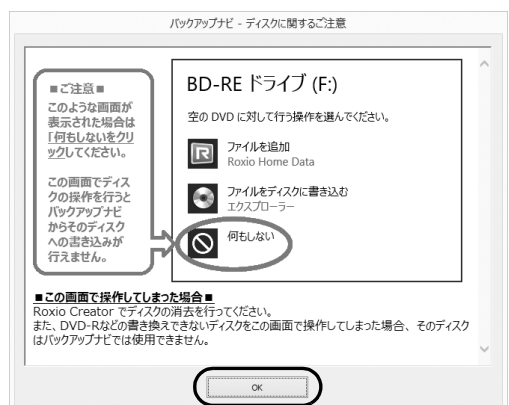 バックアップナビ - ディスクに関するご注意
■ご注意■
このような画面が
表示された場合は
「何もしないをクリ
ックしてください。
この画面でディス
クの操作を行うと
バックアップナビ
からそのディスク
への書き込みが
行えません。
BD-RE ドライブ (F:)
空の DVD に対して行う操作を選んでください。
ファイルを追加
Roxio Home Data
ファイルをディスクに書き込む
エクスプローラー
何もしない
■この画面で操作してしまった場合■
Roxio Creator でディスクの消去を行ってください。
また、DVD-Rなどの書き換えできないディスクをこの画面で操作してしまった場合、そのディスク
はバックアップナビでは使用できません。
OK